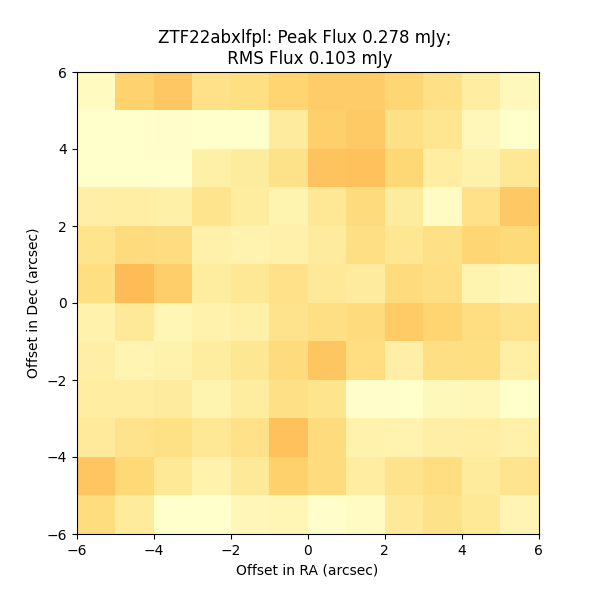 ZTF22abxlfpl: Peak Flux 0.278 mJy;
RMS Flux 0.103 mJy
6
4
2
0
−2
−4
−6
Offset in Dec (arcsec)
−6 −4 −2 0 2 4 6
Offset in RA (arcsec)